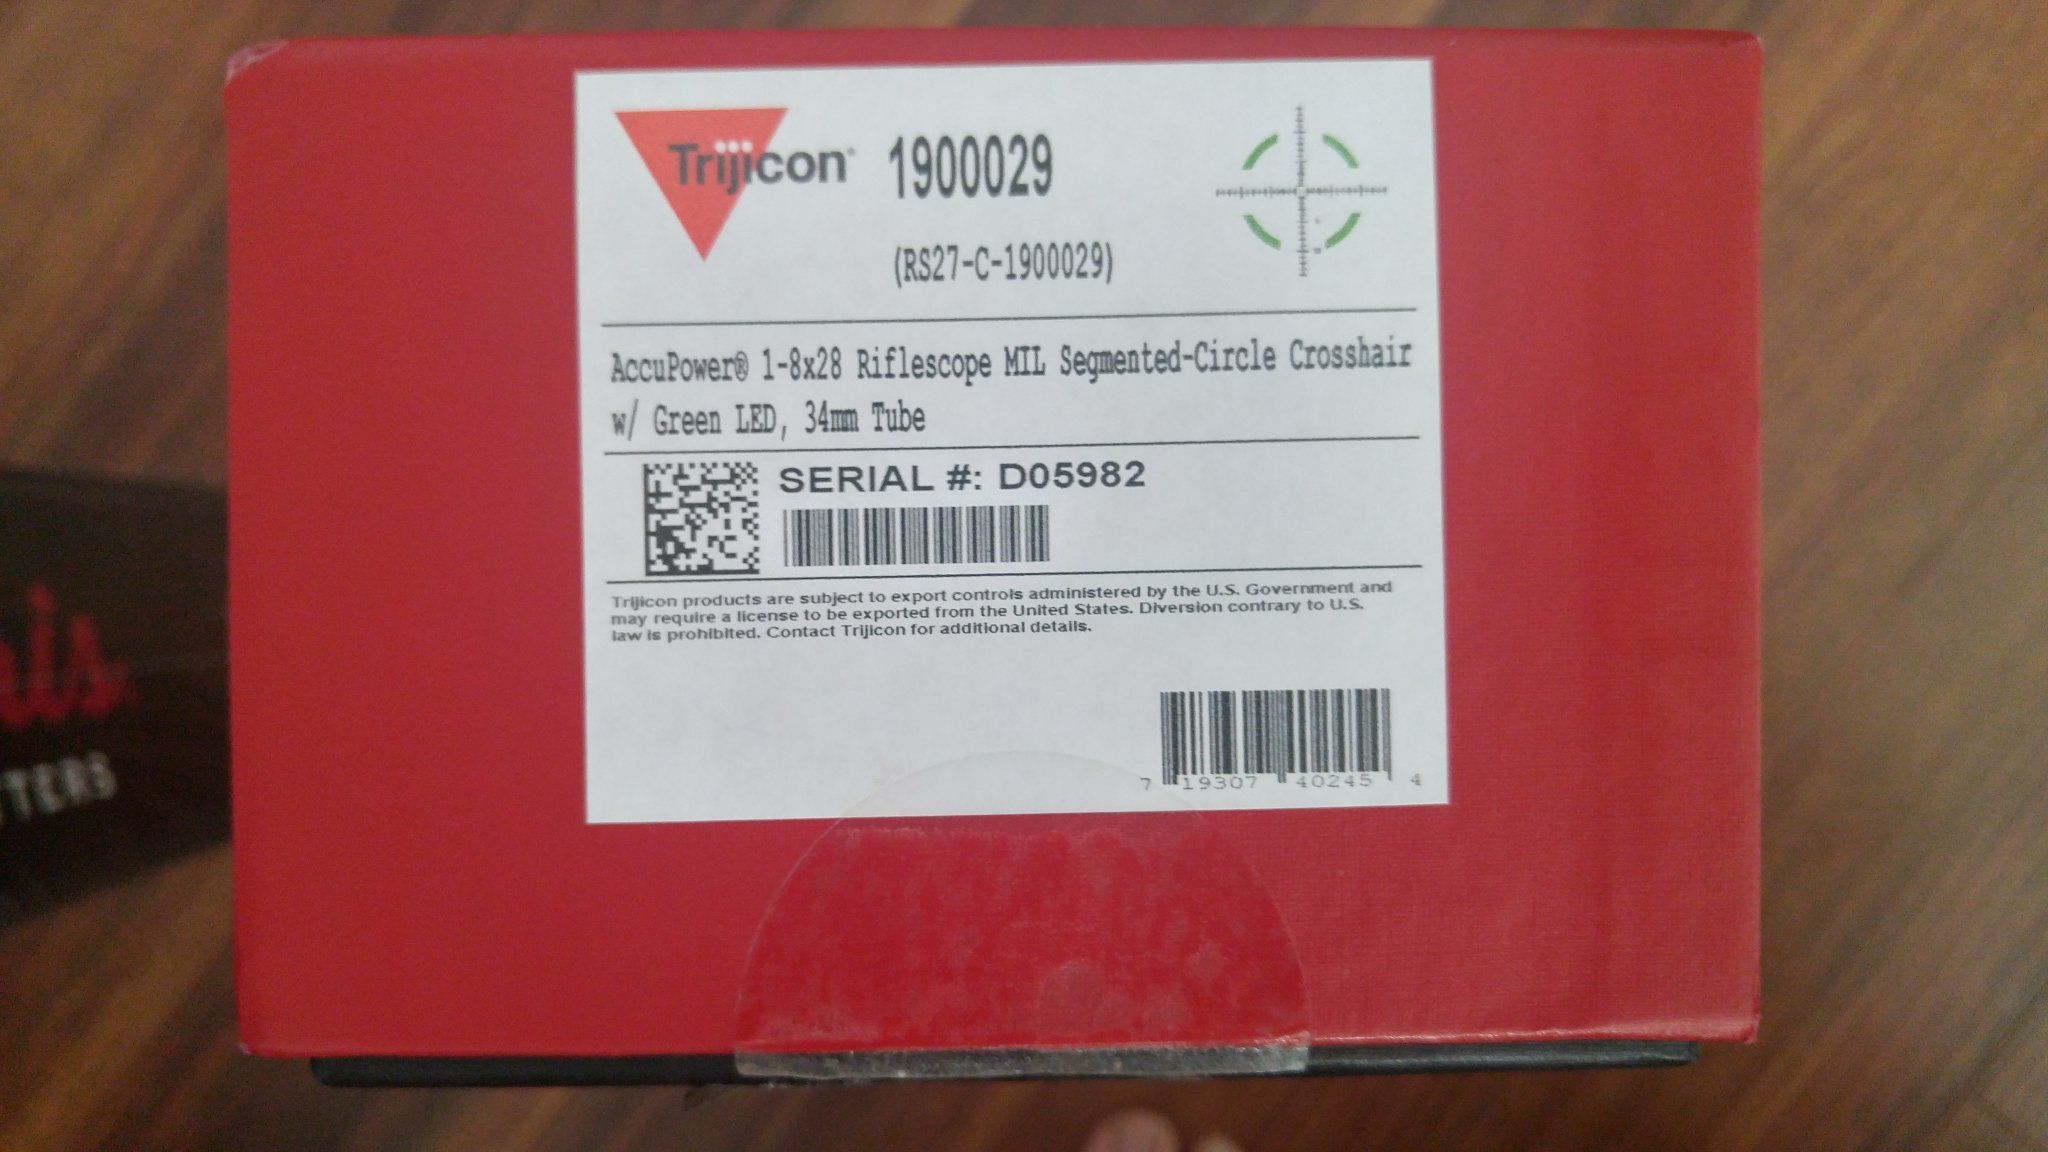 Trijicon®
1900029
(RS27-C-1900029)
AccuPower® 1-8x28 Riflescope MIL Segmented-Circle Crosshair
w/ Green LED, 34mm Tube
SERIAL #: D05982
Trijicon products are subject to export controls administered by the U.S. Government and
may require a license to be exported from the United States. Diversion contrary to U.S.
law is prohibited. Contact Trijicon for additional details.
7 19307 40245 4